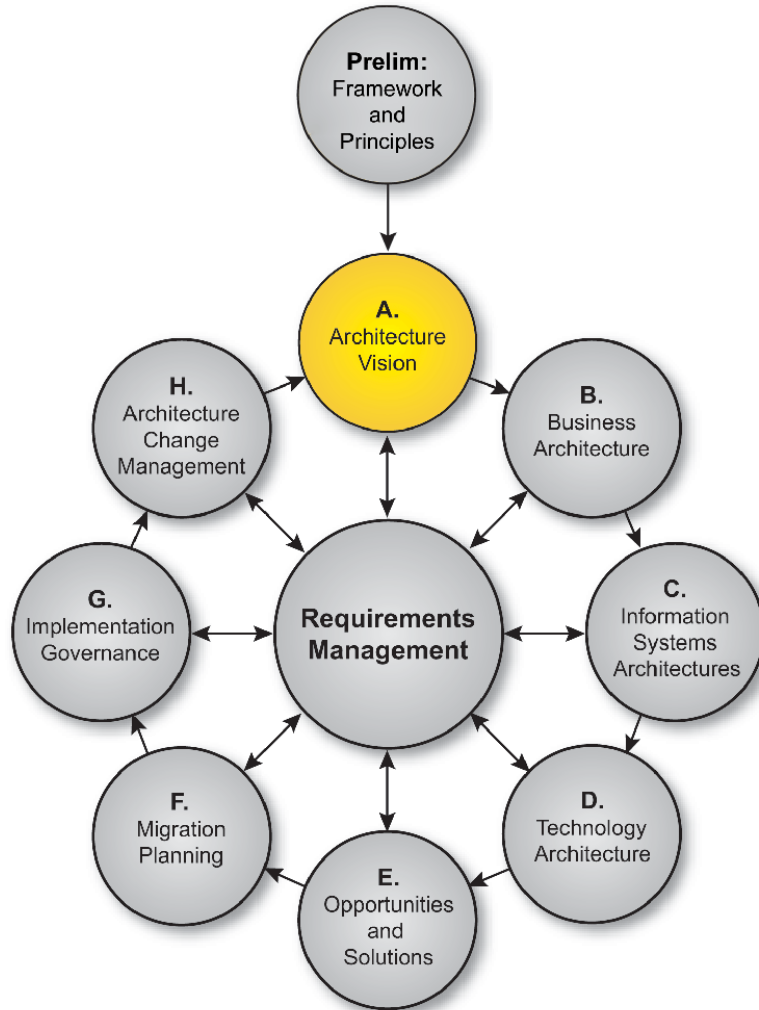 Prelim:
Framework
and
Principles
A.
Architecture
Vision
B.
Business
Architecture
C.
Information
Systems
Architectures
D.
Technology
Architecture
E.
Opportunities
and
Solutions
F.
Migration
Planning
G.
Implementation
Governance
H.
Architecture
Change
Management
Requirements
Management